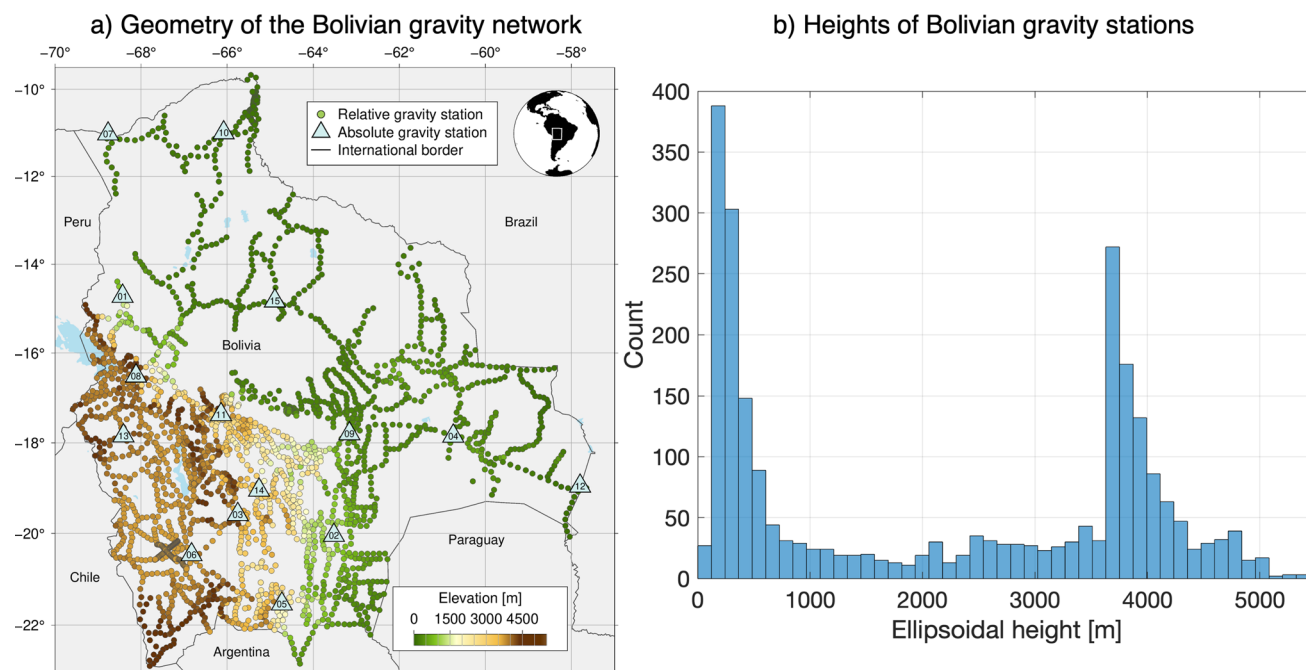 a) Geometry of the Bolivian gravity network
−70° −68° −66° −64° −62° −60° −58°
−10°
−12°
−14°
−16°
−18°
−20°
−22°
Relative gravity station
Absolute gravity station
International border
07
10
Peru
Brazil
01
15
Bolivia
08
11
13
09
04
14
12
03
02
06
Paraguay
Chile
05
Argentina
Elevation [m]
0 1500 3000 4500
b) Heights of Bolivian gravity stations
Count
400
350
300
250
200
150
100
50
0
0 1000 2000 3000 4000 5000
Ellipsoidal height [m]